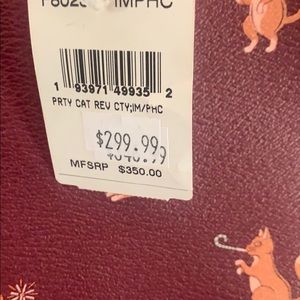 IMPHC
1 93971 49935 2
PRTY CAT REV CTY;IM/PHC
$299.99
MFSRP $350.00